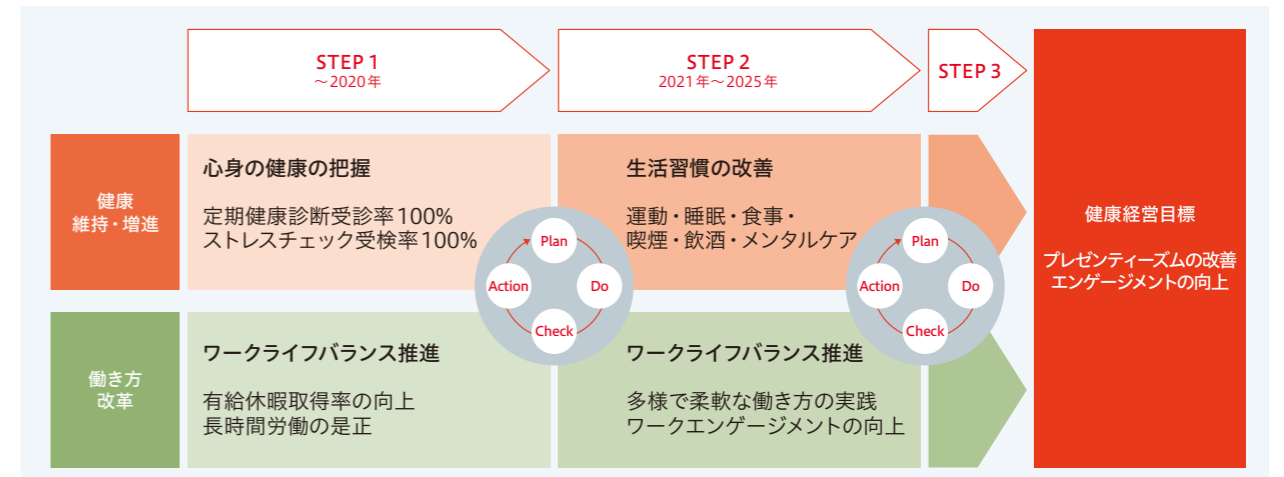 STEP 1
～2020年
STEP 2
2021年～2025年
STEP 3
健康
維持・増進
心身の健康の把握
定期健康診断受診率100%
ストレスチェック受検率100%
生活習慣の改善
運動・睡眠・食事・
喫煙・飲酒・メンタルケア
Plan
Do
Check
Action
Plan
Do
Check
Action
働き方
改革
ワークライフバランス推進
有給休暇取得率の向上
長時間労働の是正
ワークライフバランス推進
多様で柔軟な働き方の実践
ワークエンゲージメントの向上
健康経営目標
プレゼンティーズムの改善
エンゲージメントの向上